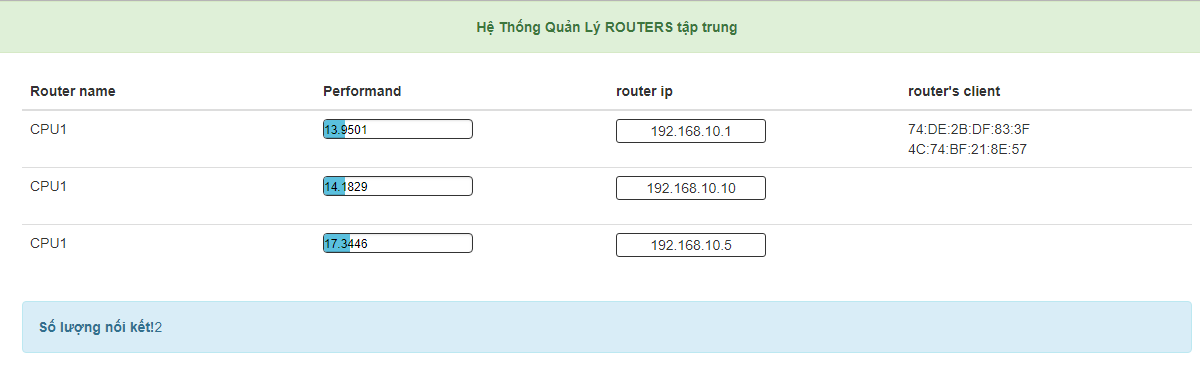 Hệ Thống Quản Lý ROUTERS tập trung
Router name Performand router ip router's client
CPU1 13.9501 192.168.10.1 74:DE:2B:DF:83:3F
4C:74:BF:21:8E:57
CPU1 14.1829 192.168.10.10
CPU1 17.3446 192.168.10.5
Số lượng nối kết!2